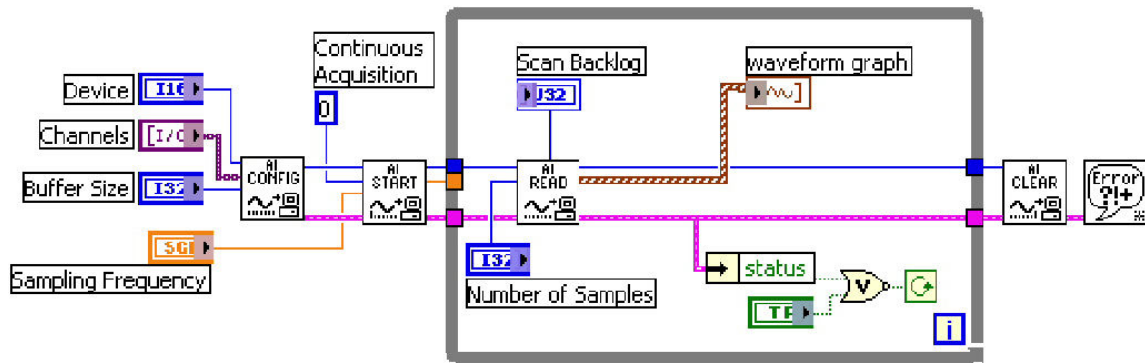 Continuous
Acquisition
Scan Backlog
waveform graph
Device
I16
0
U32
Channels
[I/O
AI
CONFIG
AI
START
AI
READ
AI
CLEAR
Error
?!+
Buffer Size
I32
SGL
Sampling Frequency
I32
Number of Samples
status
V
TF
i